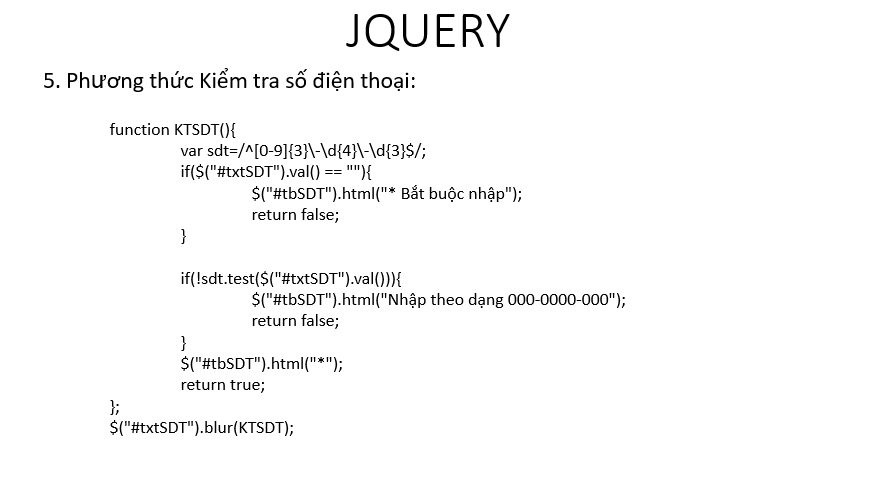 JQUERY
5. Phương thức Kiểm tra số điện thoại:
function KTSDT(){
var sdt=/^[0-9]{3}\-\d{4}\-\d{3}$/;
if($("#txtSDT").val() == ""){
$("#tbSDT").html("* Bắt buộc nhập");
return false;
}
if(!sdt.test($("#txtSDT").val())){
$("#tbSDT").html("Nhập theo dạng 000-0000-000");
return false;
}
$("#tbSDT").html("*");
return true;
};
$("#txtSDT").blur(KTSDT);